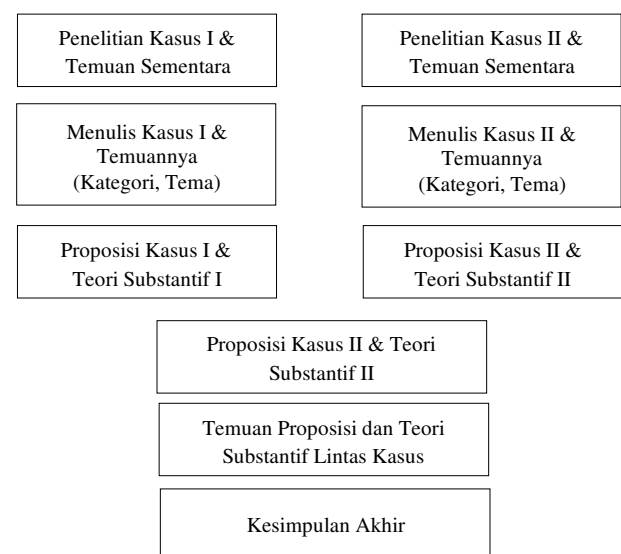 Penelitian Kasus I &
Temuan Sementara
Penelitian Kasus II &
Temuan Sementara
Menulis Kasus I &
Temuannya
(Kategori, Tema)
Menulis Kasus II &
Temuannya
(Kategori, Tema)
Proposisi Kasus I &
Teori Substantif I
Proposisi Kasus II &
Teori Substantif II
Proposisi Kasus II & Teori
Substantif II
Temuan Proposisi dan Teori
Substantif Lintas Kasus
Kesimpulan Akhir